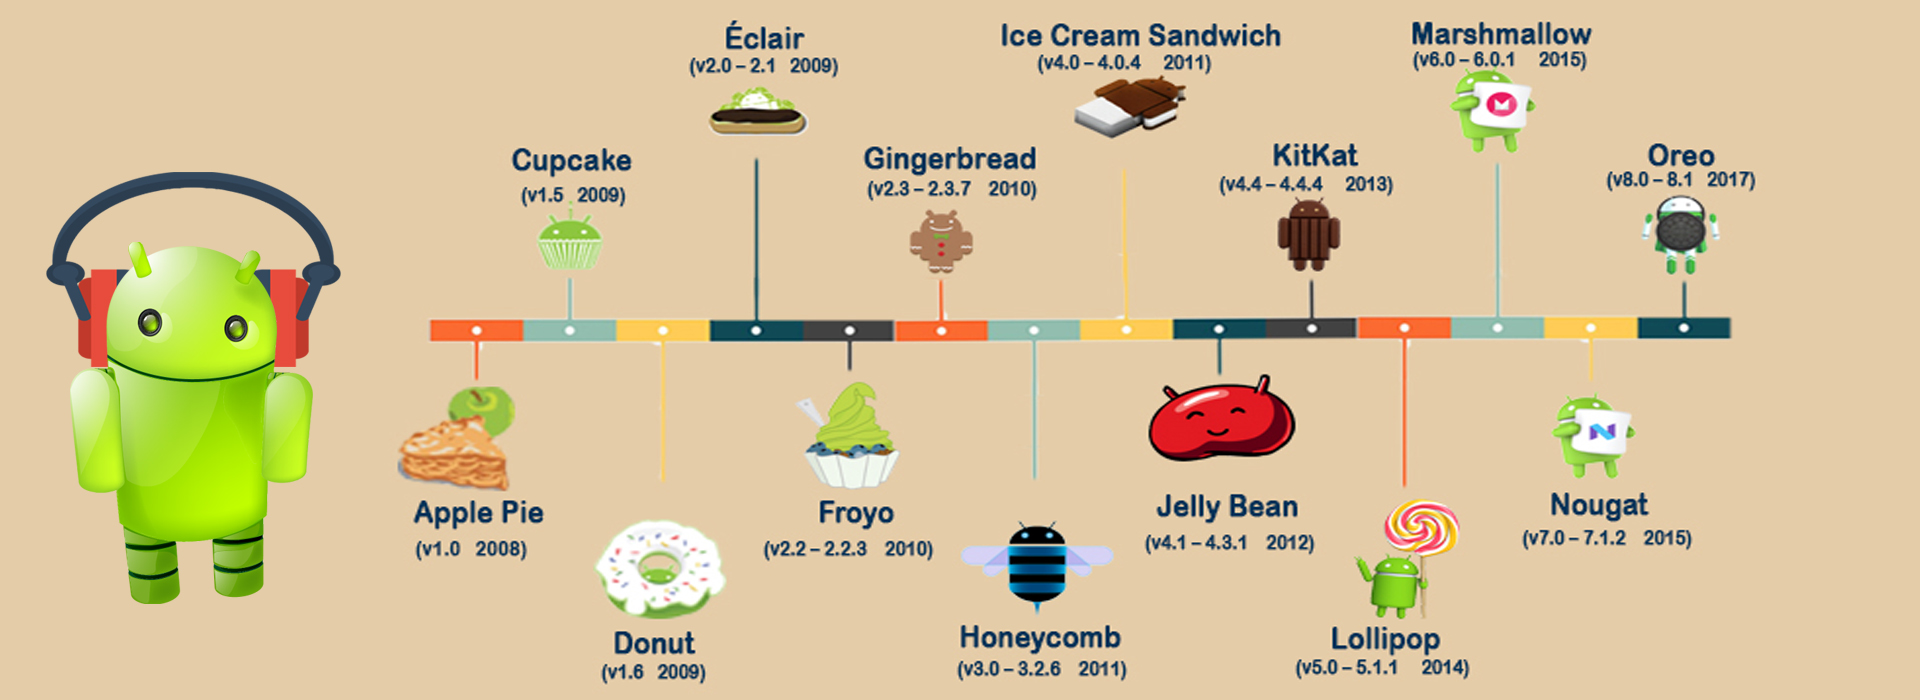 Apple Pie
(v1.0 2008)
Cupcake
(v1.5 2009)
Donut
(v1.6 2009)
Éclair
(v2.0 – 2.1 2009)
Froyo
(v2.2 – 2.2.3 2010)
Gingerbread
(v2.3 – 2.3.7 2010)
Honeycomb
(v3.0 – 3.2.6 2011)
Ice Cream Sandwich
(v4.0 – 4.0.4 2011)
Jelly Bean
(v4.1 – 4.3.1 2012)
KitKat
(v4.4 – 4.4.4 2013)
Lollipop
(v5.0 – 5.1.1 2014)
Marshmallow
(v6.0 – 6.0.1 2015)
M
Nougat
(v7.0 – 7.1.2 2015)
N
Oreo
(v8.0 – 8.1 2017)